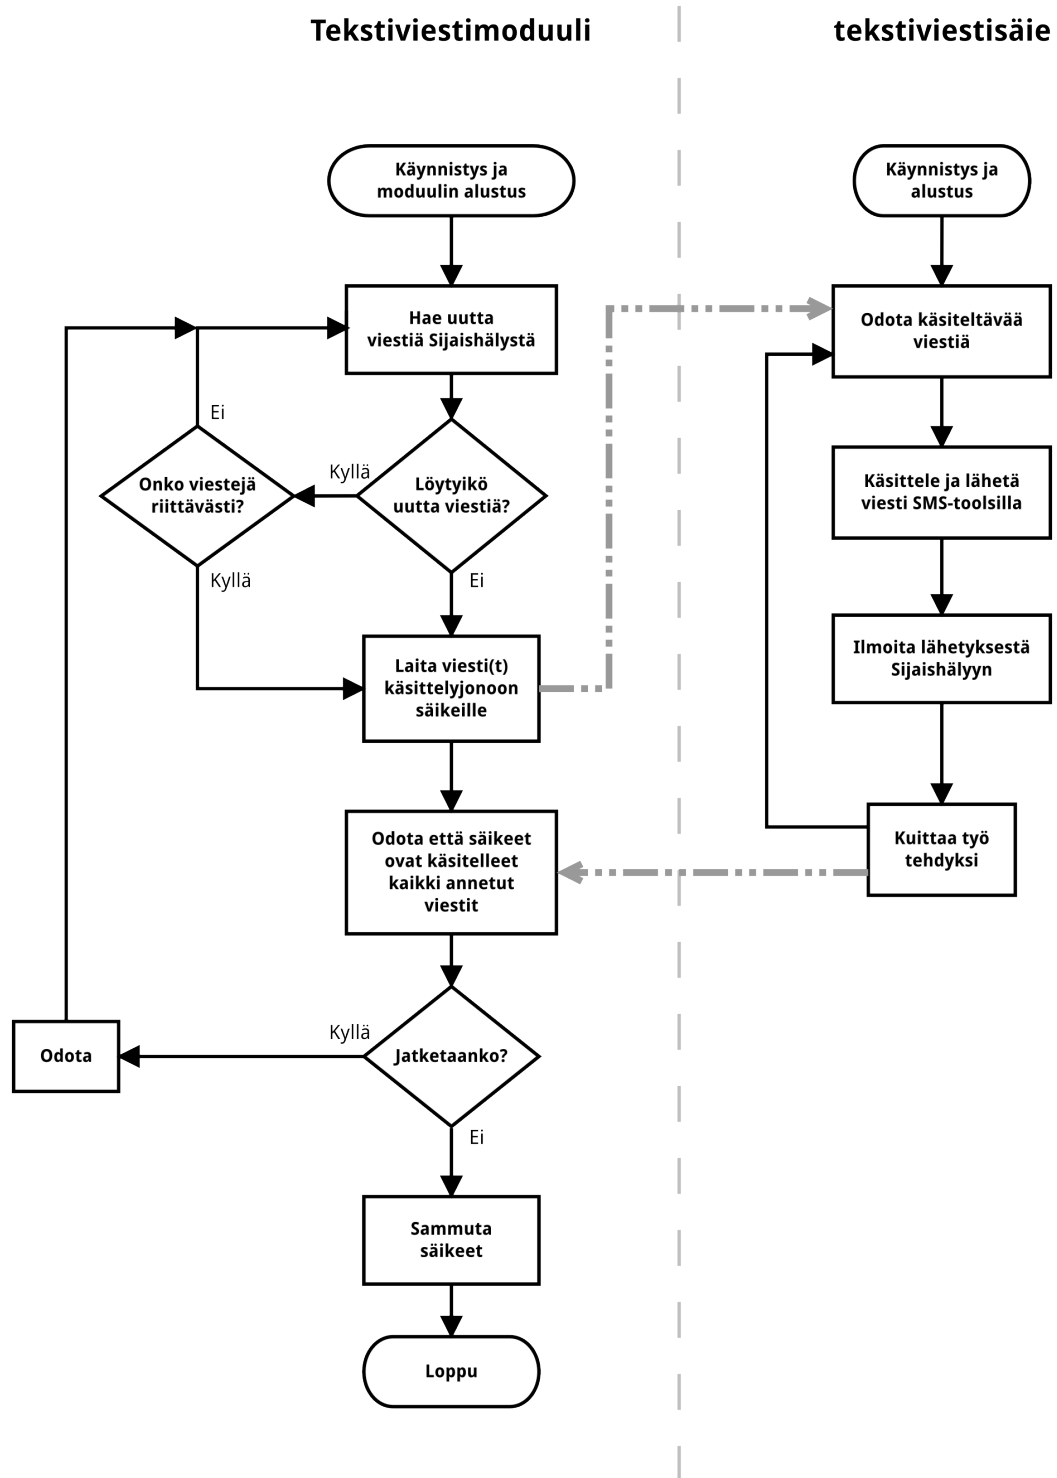 Tekstiviestimoduuli
tekstiviestisäie
Käynnistys ja
moduulin alustus
Hae uutta
viestiä Sijaishälystä
Ei
Kyllä
Onko viestejä
riittävästi?
Löytyikö
uutta viestiä?
Kyllä
Ei
Laita viesti(t)
käsittelyjonoon
säikeille
Odota että säikeet
ovat käsitelleet
kaikki annetut
viestit
Kyllä
Odota
Jatketaanko?
Ei
Sammuta
säikeet
Loppu
Käynnistys ja
alustus
Odota käsiteltävää
viestiä
Käsittele ja lähetä
viesti SMS-toolsilla
Ilmoita lähetyksestä
Sijaishälyyn
Kuittaa työ
tehdyksi